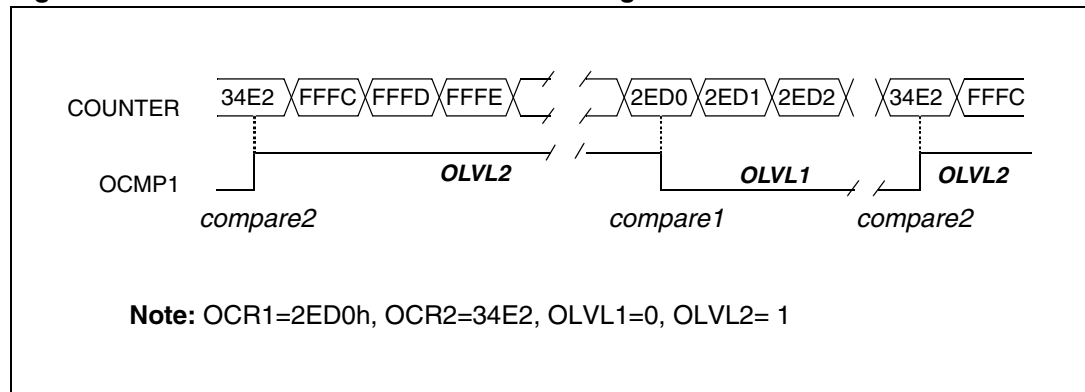 COUNTER 34E2 FFFC FFFD FFFE 2ED0 2ED1 2ED2 34E2 FFFC
OCMP1 OLVL2 OLVL1 OLVL2
compare2 compare1 compare2
Note: OCR1=2ED0h, OCR2=34E2, OLVL1=0, OLVL2= 1